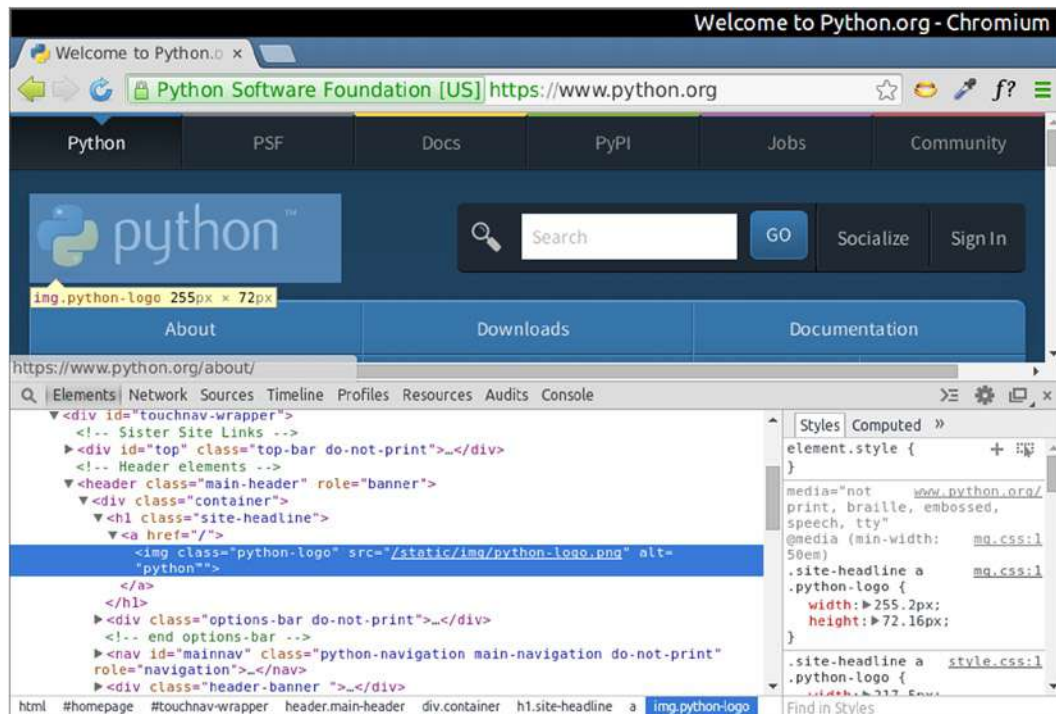 Welcome to Python.org - Chromium
Welcome to Python.o ×
Python Software Foundation [US] https://www.python.org f?
Python PSF Docs PyPI Jobs Community
python™
Search GO Socialize Sign In
img.python-logo 255px × 72px
About Downloads Documentation
https://www.python.org/about/
Elements Network Sources Timeline Profiles Resources Audits Console
▼<div id="touchnav-wrapper">
<!-- Sister Site Links -->
▶<div id="top" class="top-bar do-not-print">…</div>
<!-- Header elements -->
▼<header class="main-header" role="banner">
▼<div class="container">
▼<h1 class="site-headline">
▼<a href="/">
<img class="python-logo" src="/static/img/python-logo.png" alt=
"python™">
</a>
</h1>
▶<div class="options-bar do-not-print">…</div>
<!-- end options-bar -->
▶<nav id="mainnav" class="python-navigation main-navigation do-not-print"
role="navigation">…</nav>
▶<div class="header-banner ">…</div>
html #homepage #touchnav-wrapper header.main-header div.container h1.site-headline a img.python-logo
Styles Computed »
element.style {
}
media="not www.python.org/
print, braille, embossed,
speech, tty"
@media (min-width: mq.css:1
50em)
.site-headline a mq.css:1
.python-logo {
width:▶255.2px;
height:▶72.16px;
}
.site-headline a style.css:1
.python-logo {
width:▶217.5px;
Find in Styles